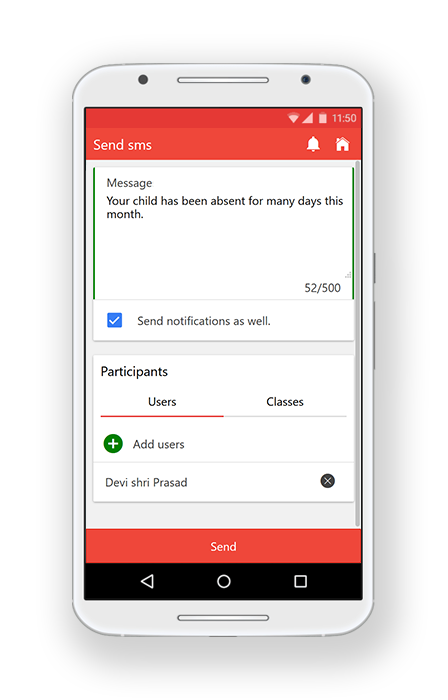 11:50
Send sms
Message
Your child has been absent for many days this
month.
52/500
Send notifications as well.
Participants
Users Classes
Add users
Devi shri Prasad
Send